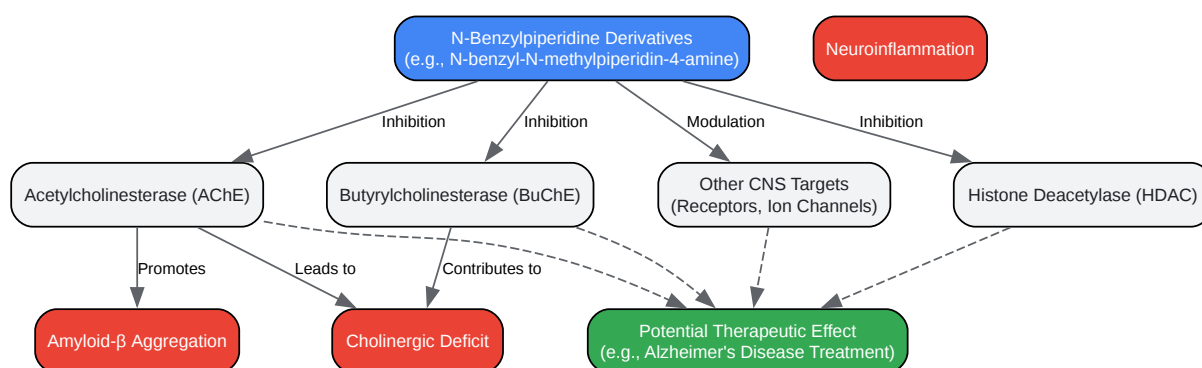 N-Benzylpiperidine Derivatives
(e.g., N-benzyl-N-methylpiperidin-4-amine)
Neuroinflammation
Inhibition
Inhibition
Modulation
Inhibition
Acetylcholinesterase (AChE)
Butyrylcholinesterase (BuChE)
Other CNS Targets
(Receptors, Ion Channels)
Histone Deacetylase (HDAC)
Promotes
Leads to
Contributes to
Amyloid-β Aggregation
Cholinergic Deficit
Potential Therapeutic Effect
(e.g., Alzheimer's Disease Treatment)